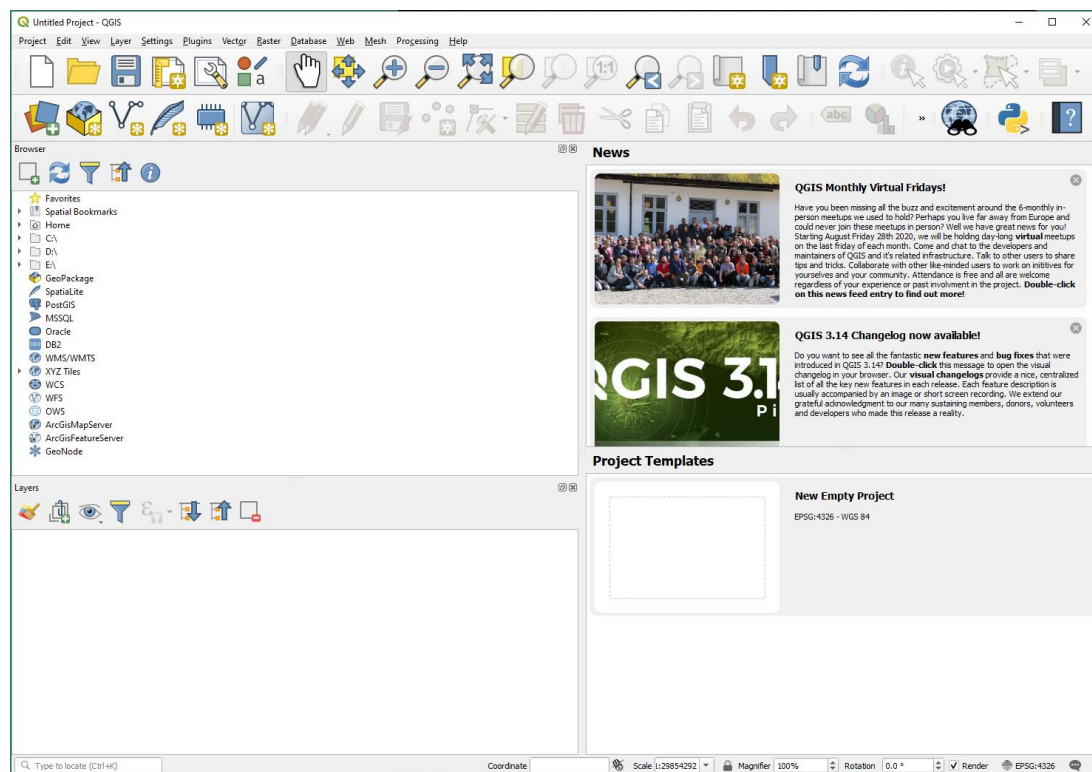 Untitled Project - QGIS
Project Edit View Layer Settings Plugins Vector Raster Database Web Mesh Processing Help
1:1
a
abc
»
?
Browser
Favorites
Spatial Bookmarks
Home
C:\
D:\
E:\
GeoPackage
SpatiaLite
PostGIS
MSSQL
Oracle
DB2
WMS/WMTS
XYZ Tiles
WCS
WFS
OWS
ArcGisMapServer
ArcGisFeatureServer
GeoNode
Layers
News
QGIS Monthly Virtual Fridays!
Have you been missing all the buzz and excitement around the 6-monthly in-
person meetups we used to hold? Perhaps you live far away from Europe and
could never join these meetups in person? Well we have great news for you!
Starting August Friday 28th 2020, we will be holding day-long virtual meetups
on the last friday of each month. Come and chat to the developers and
maintainers of QGIS and it's related infrastructure. Talk to other users to share
tips and tricks. Collaborate with other like-minded users to work on inititives for
yourselves and your community. Attendance is free and all are welcome
regardless of your experience or past involvment in the project. Double-click
on this news feed entry to find out more!
QGIS 3.14
Pi
QGIS 3.14 Changelog now available!
Do you want to see all the fantastic new features and bug fixes that were
introduced in QGIS 3.14? Double-click this message to open the visual
changelog in your browser. Our visual changelogs provide a nice, centralized
list of all the key new features in each release. Each feature description is
usually accompanied by an image or short screen recording. We extend our
grateful acknowledgment to our many sustaining members, donors, volunteers
and developers who made this release a reality.
Project Templates
New Empty Project
EPSG:4326 - WGS 84
Type to locate (Ctrl+K)
Coordinate
Scale 1:29854292
Magnifier 100%
Rotation 0.0 °
Render
EPSG:4326